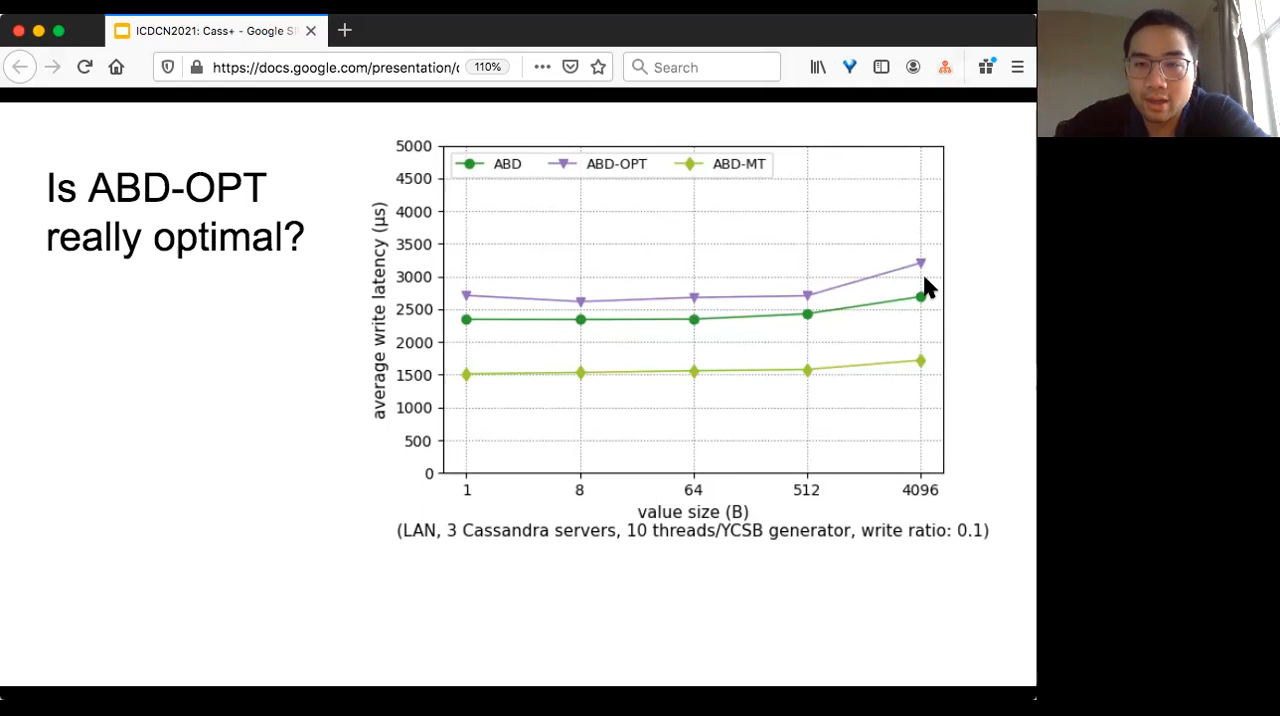 ICDCN2021: Cass+ - Google Sl
https://docs.google.com/presentation/c
110%
Search
Is ABD-OPT
really optimal?
ABD
ABD-OPT
ABD-MT
5000
4500
4000
3500
3000
2500
2000
1500
1000
500
0
average write latency (μs)
1
8
64
512
4096
value size (B)
(LAN, 3 Cassandra servers, 10 threads/YCSB generator, write ratio: 0.1)